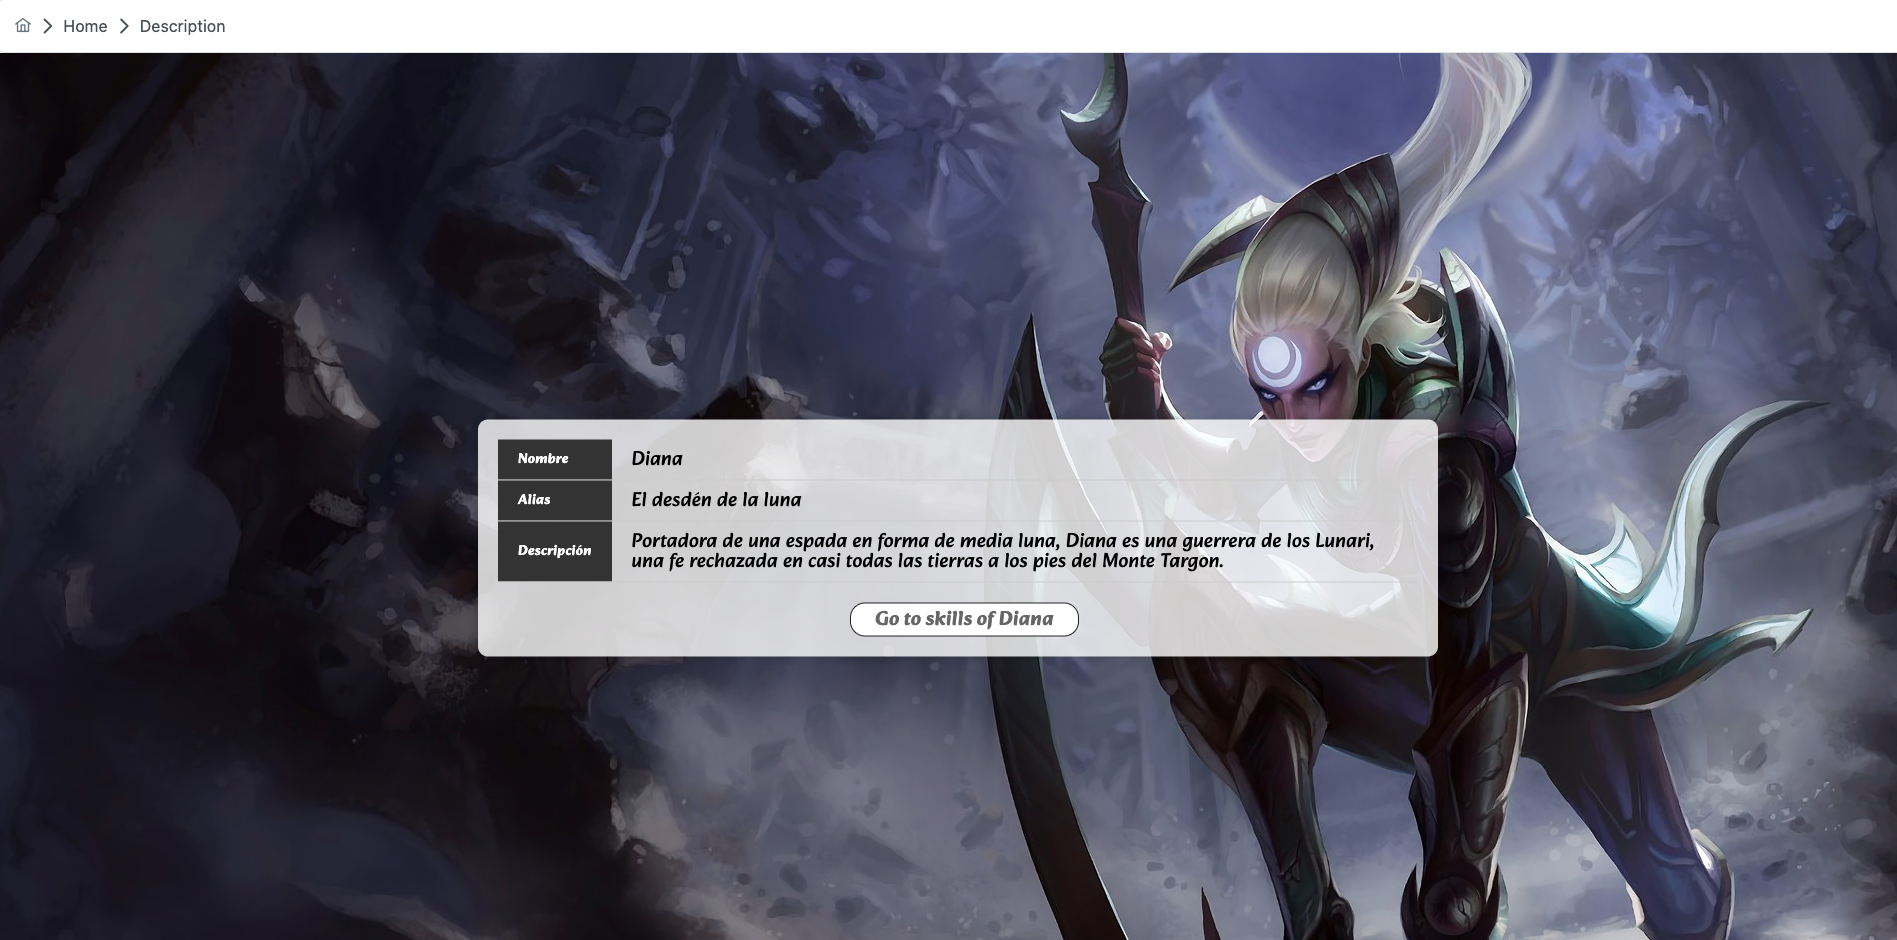 Home Description
Nombre Diana
Alias El desdén de la luna
Descripción Portadora de una espada en forma de media luna, Diana es una guerrera de los Lunari,
una fe rechazada en casi todas las tierras a los pies del Monte Targon.
Go to skills of Diana